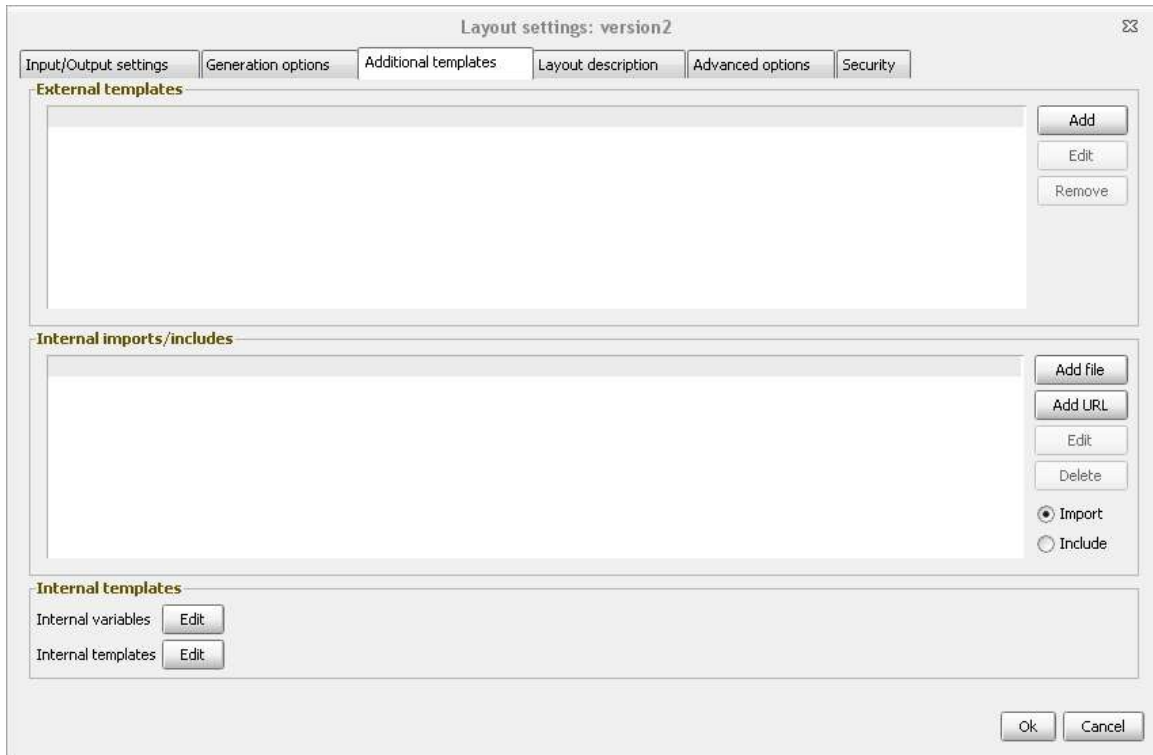 Layout settings: version2
Input/Output settings Generation options Additional templates Layout description Advanced options Security
External templates
Add
Edit
Remove
Internal imports/includes
Add file
Add URL
Edit
Delete
Import
Include
Internal templates
Internal variables Edit
Internal templates Edit
Ok Cancel